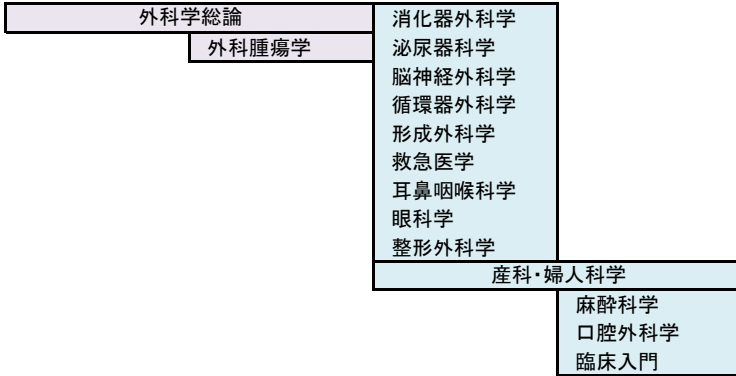 外科学総論
消化器外科学
外科腫瘍学
泌尿器科学
脳神経外科学
循環器外科学
形成外科学
救急医学
耳鼻咽喉科学
眼科学
整形外科学
産科・婦人科学
麻酔科学
口腔外科学
臨床入門